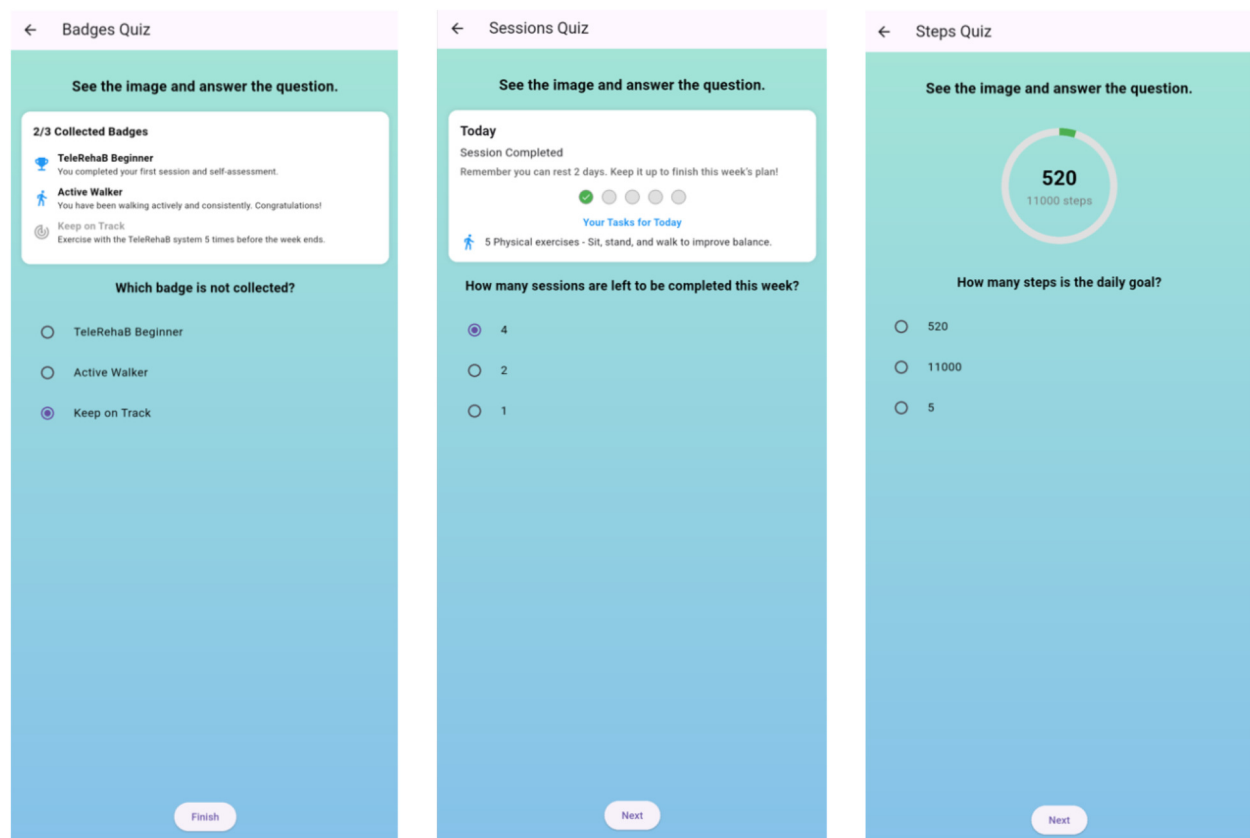 Badges Quiz
See the image and answer the question.
2/3 Collected Badges
TeleRehaB Beginner
You completed your first session and self-assessment.
Active Walker
You have been walking actively and consistently. Congratulations!
Keep on Track
Exercise with the TeleRehaB system 5 times before the week ends.
Which badge is not collected?
TeleRehaB Beginner
Active Walker
Keep on Track
Finish
Sessions Quiz
See the image and answer the question.
Today
Session Completed
Remember you can rest 2 days. Keep it up to finish this week's plan!
Your Tasks for Today
5 Physical exercises - Sit, stand, and walk to improve balance.
How many sessions are left to be completed this week?
4
2
1
Next
Steps Quiz
See the image and answer the question.
520
11000 steps
How many steps is the daily goal?
520
11000
5
Next